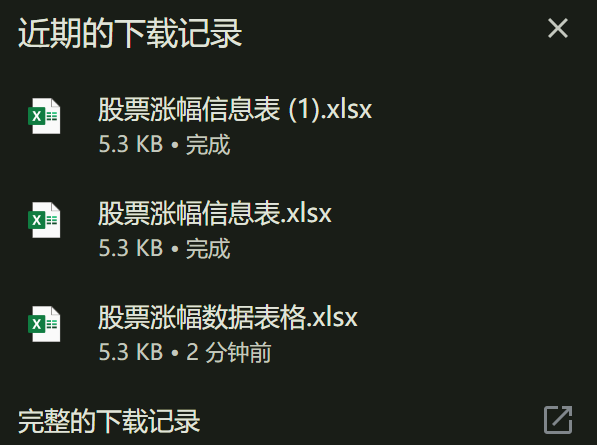 近期的下载记录
股票涨幅信息表 (1).xlsx
5.3 KB • 完成
股票涨幅信息表.xlsx
5.3 KB • 完成
股票涨幅数据表格.xlsx
5.3 KB • 2 分钟前
完整的下载记录